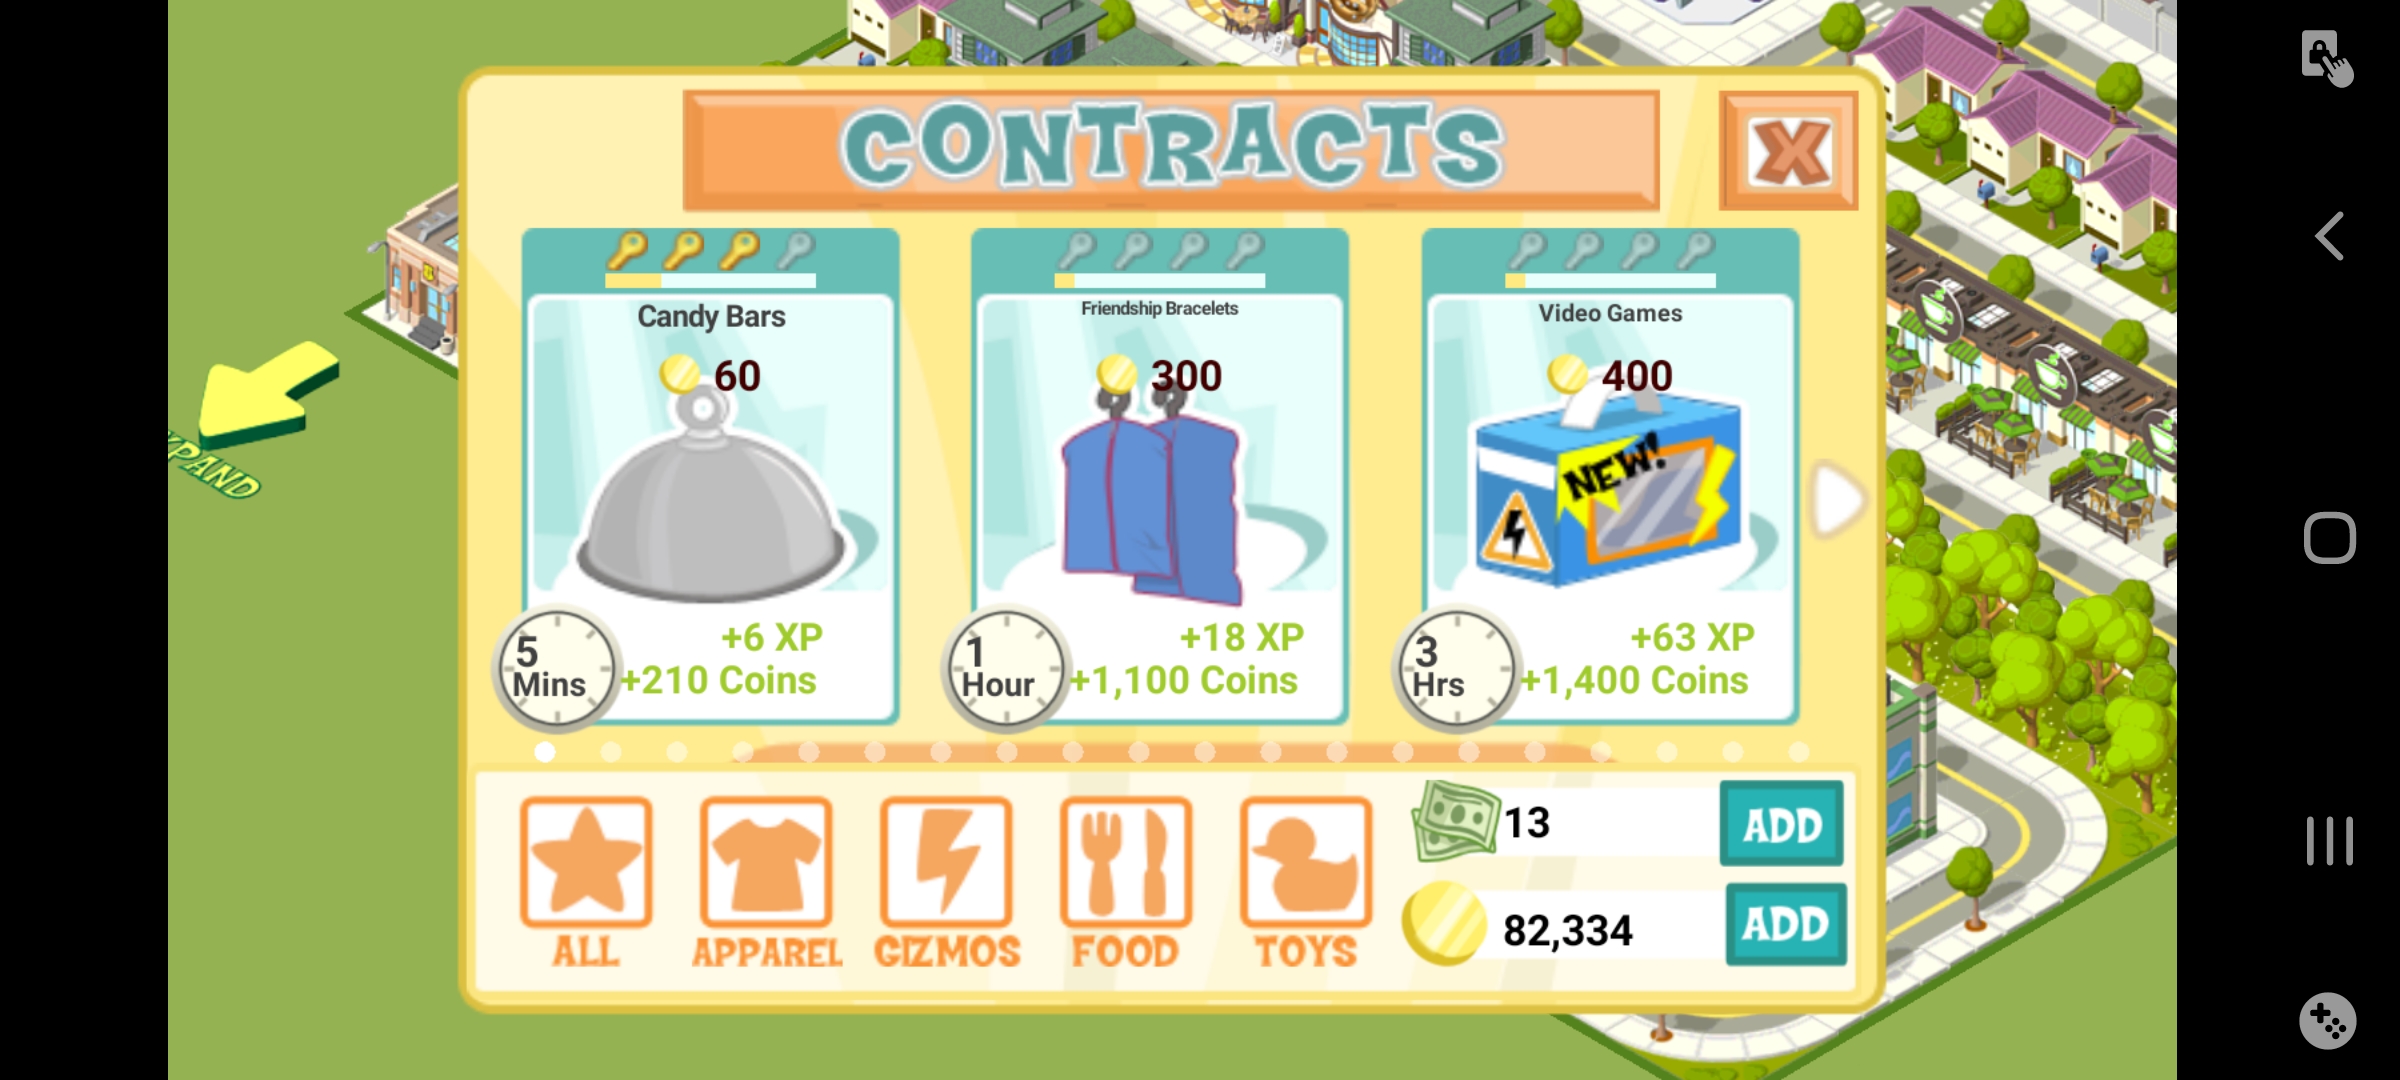 CONTRACTS
X
Candy Bars
60
5
Mins
+6 XP
+210 Coins
Friendship Bracelets
300
1
Hour
+18 XP
+1,100 Coins
Video Games
400
NEW!
3
Hrs
+63 XP
+1,400 Coins
XPAND
ALL
APPAREL
GIZMOS
FOOD
TOYS
13
ADD
82,334
ADD